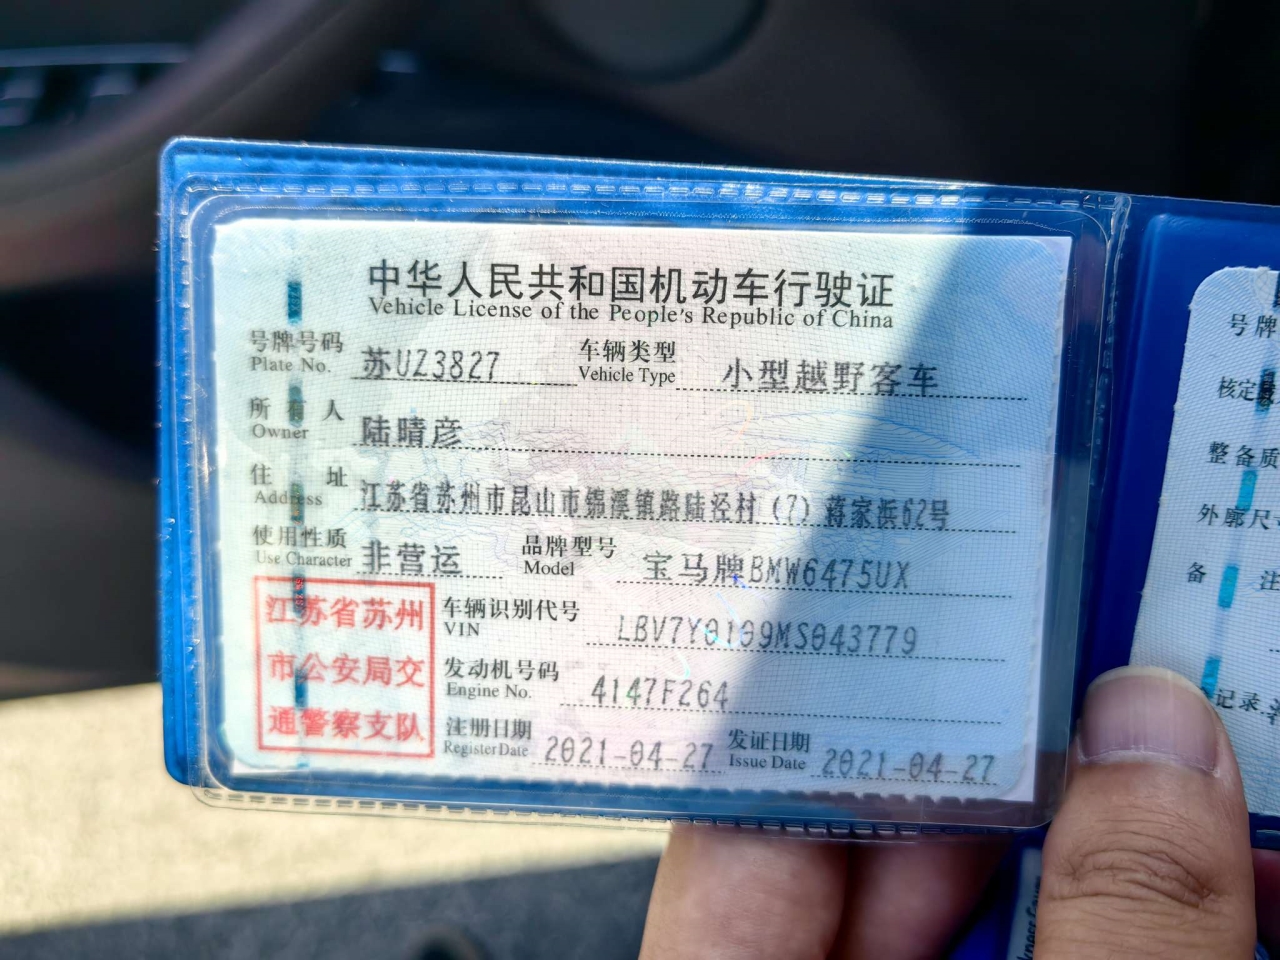 中华人民共和国机动车行驶证
Vehicle License of the People's Republic of China
号牌号码 苏UZ3827 车辆类型 小型越野客车
Plate No. Vehicle Type
所有人 陆晴彦
Owner
住址 江苏省苏州市昆山市锦溪镇路陆泾村（7）蒋家浜62号
Address
使用性质 非营运 品牌型号 宝马牌BMW6475UX
Use Character Model
江苏省苏州
市公安局交
通警察支队
车辆识别代号 LBV7Y0109MS043779
VIN
发动机号码 4147F264
Engine No.
注册日期 2021-04-27 发证日期 2021-04-27
Register Date Issue Date
号牌
核定
整备质
外廓尺
备 注
记录